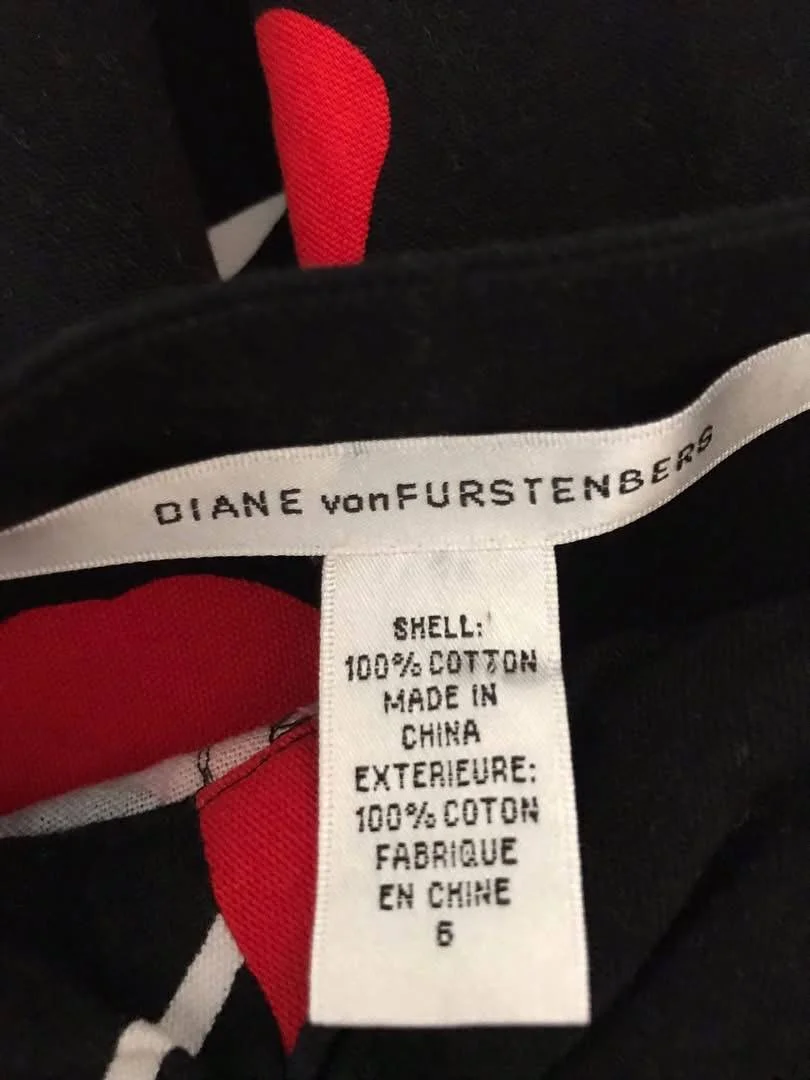 DIANE vonFURSTENBERG
SHELL:
100% COTTON
MADE IN
CHINA
EXTERIEURE:
100% COTON
FABRIQUE
EN CHINE
6